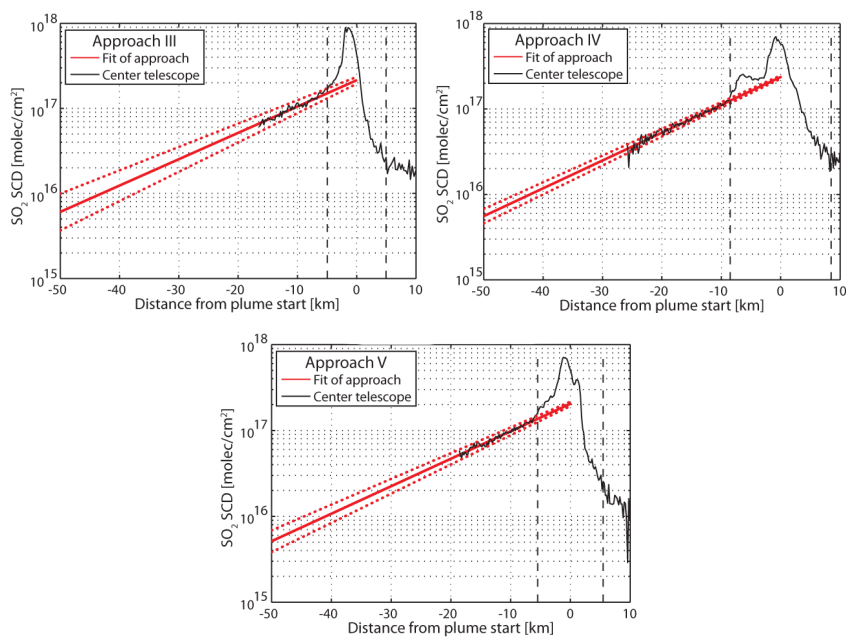 Approach III
Fit of approach
Center telescope
10^18
10^17
10^16
10^15
SO₂ SCD [molec/cm²]
-50 -40 -30 -20 -10 0 10
Distance from plume start [km]
Approach IV
Fit of approach
Center telescope
10^18
10^17
10^16
10^15
SO₂ SCD [molec/cm²]
-50 -40 -30 -20 -10 0 10
Distance from plume start [km]
Approach V
Fit of approach
Center telescope
10^18
10^17
10^16
10^15
SO₂ SCD [molec/cm²]
-50 -40 -30 -20 -10 0 10
Distance from plume start [km]